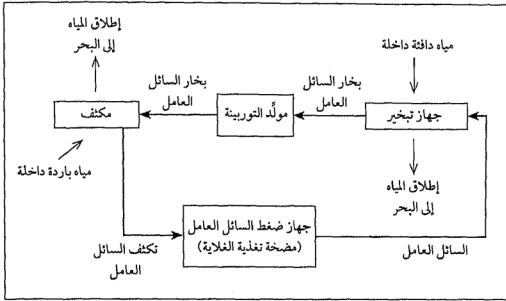 إطلاق المياه
إلى البحر
مياه دافئة داخلة
بخار السائل
العامل
بخار السائل
العامل
جهاز تبخير
مولِّد التوربينة
مكثف
مياه باردة داخلة
إطلاق المياه
إلى البحر
جهاز ضغط السائل العامل
(مضخة تغذية الغلاية)
السائل العامل
تكثف السائل
العامل